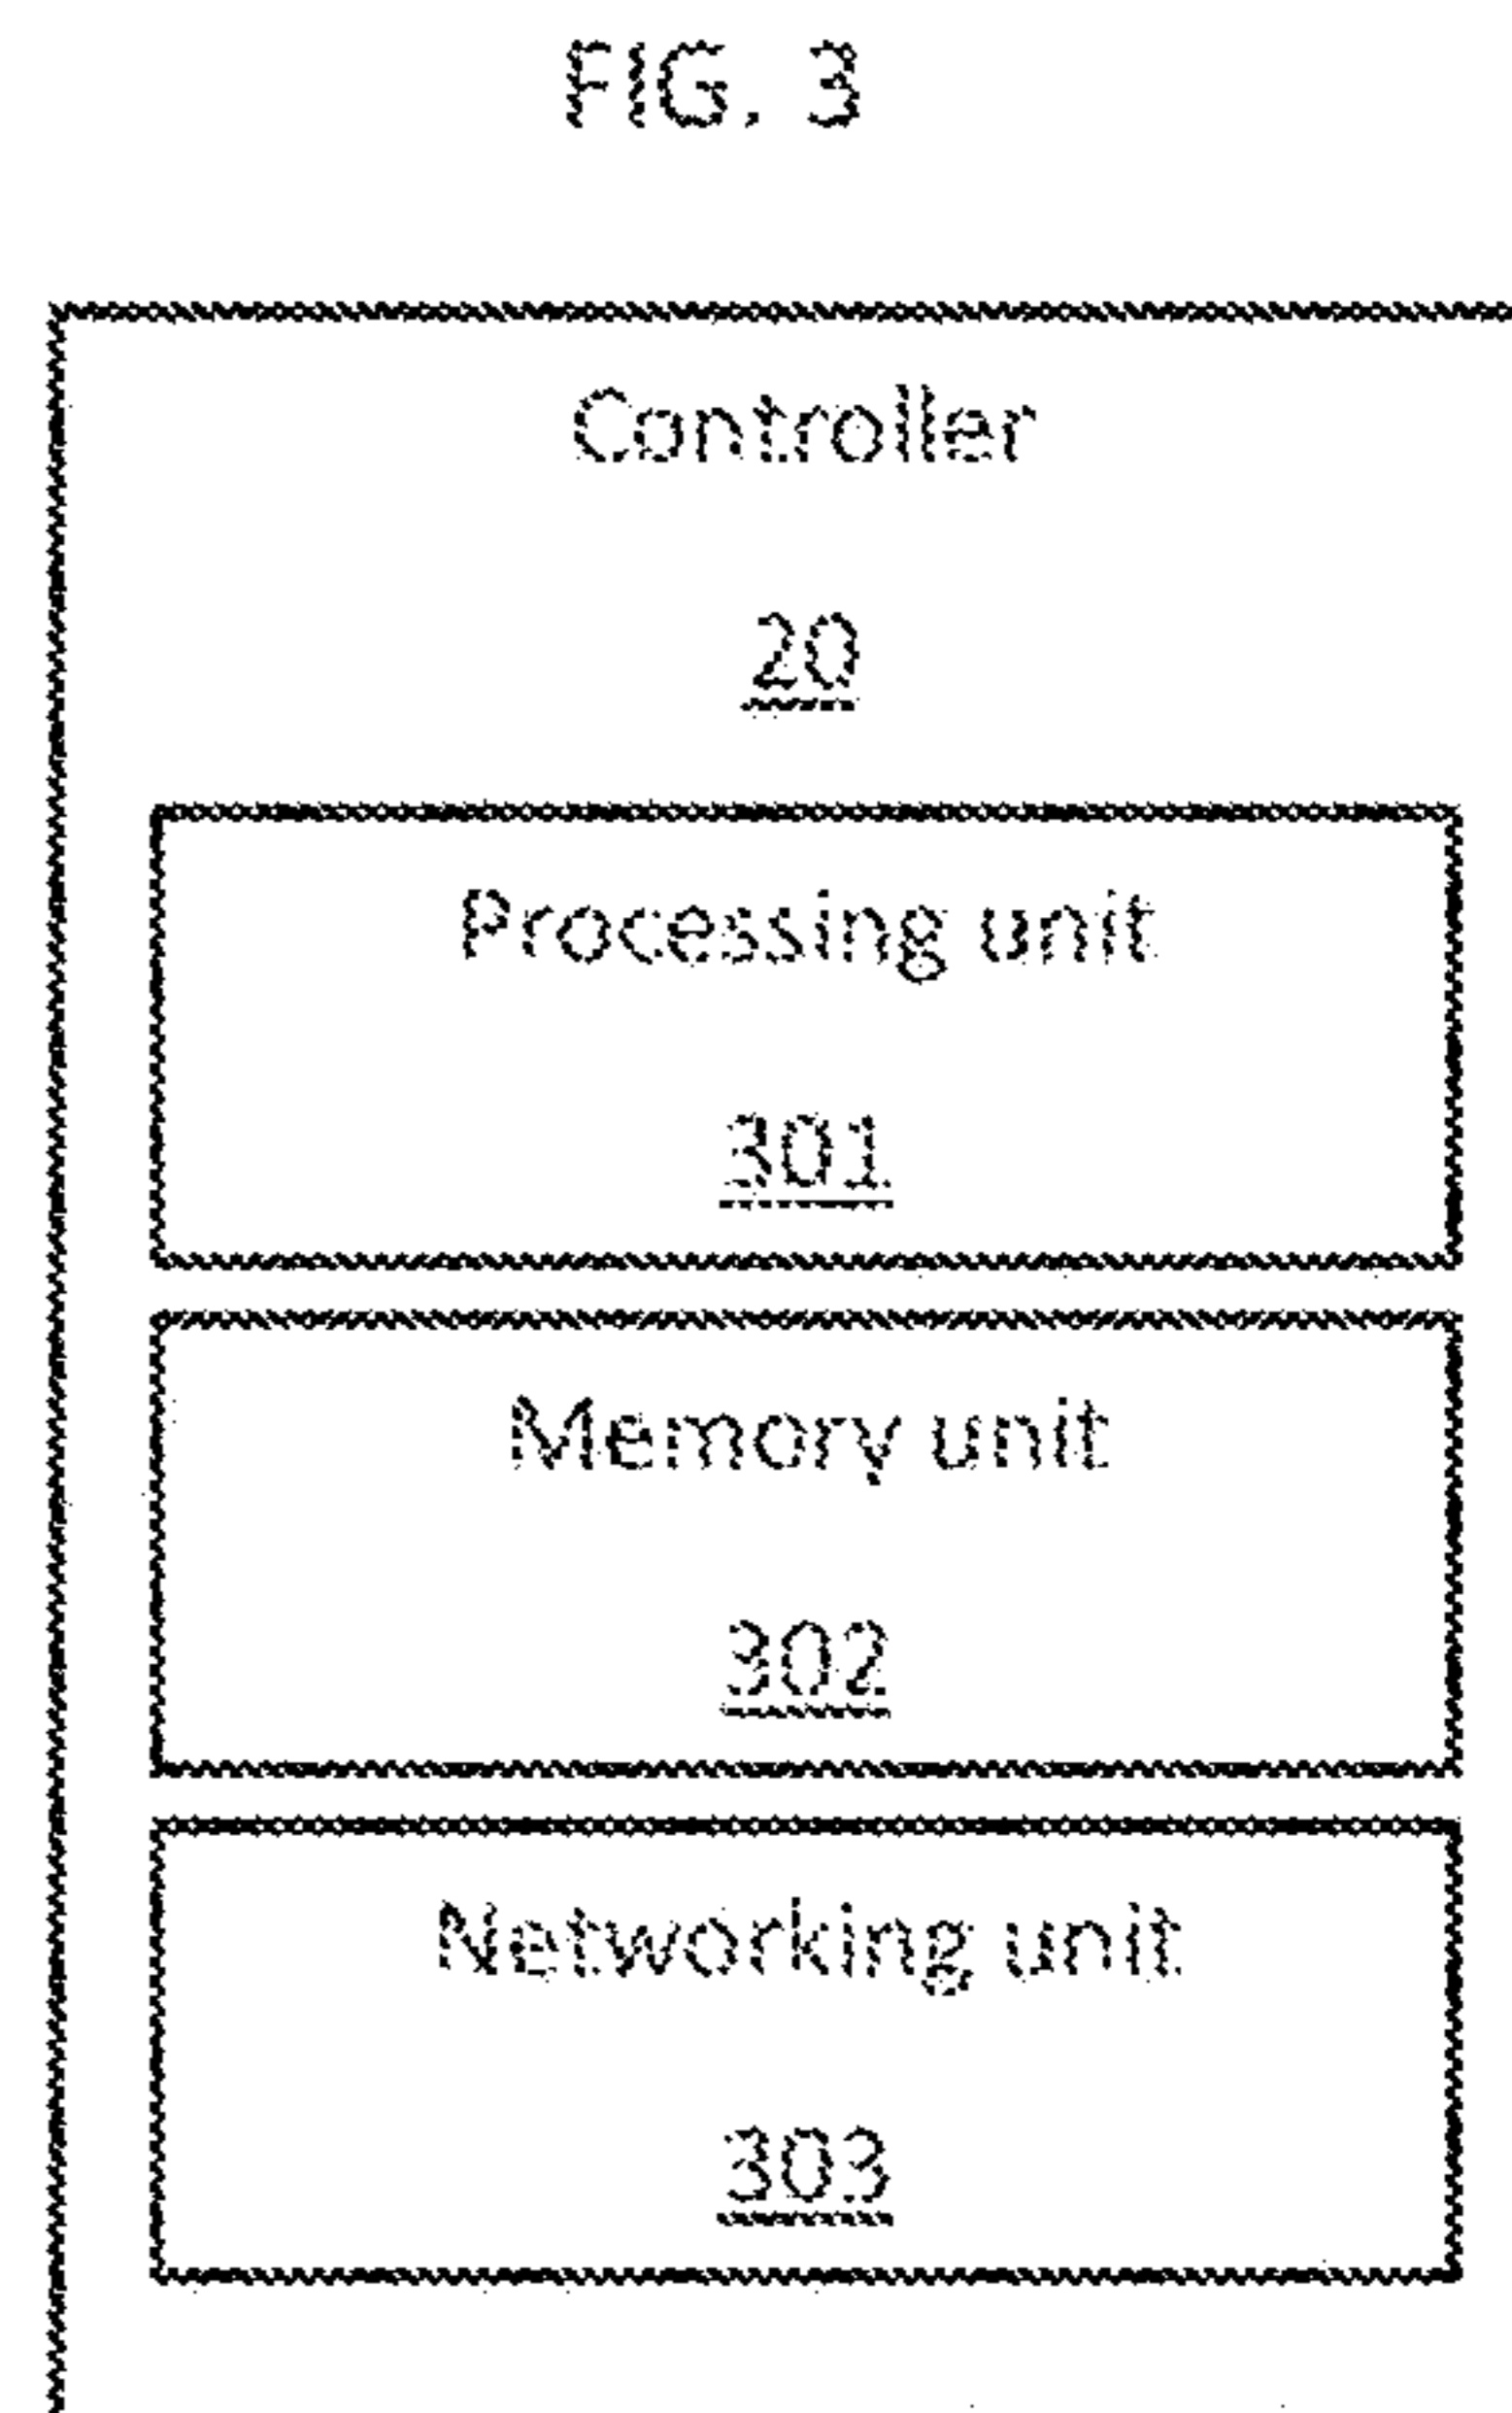 FIG. 3
Controller
20
Processing unit
301
Memory unit
302
Networking unit
303